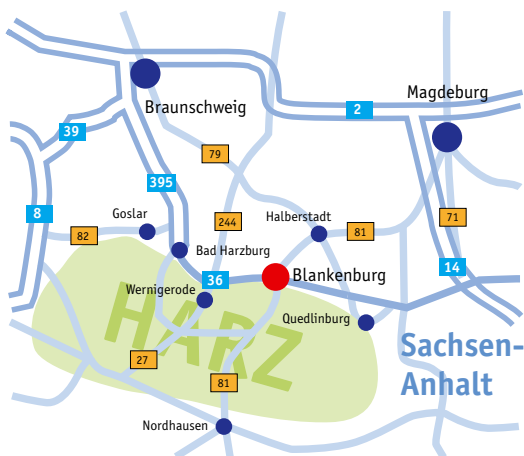 Magdeburg
Braunschweig
2
39
79
395
8
Goslar
244
Halberstadt
71
82
81
Bad Harzburg
14
36
Blankenburg
Wernigerode
HARZ
Quedlinburg
Sachsen-
Anhalt
27
81
Nordhausen